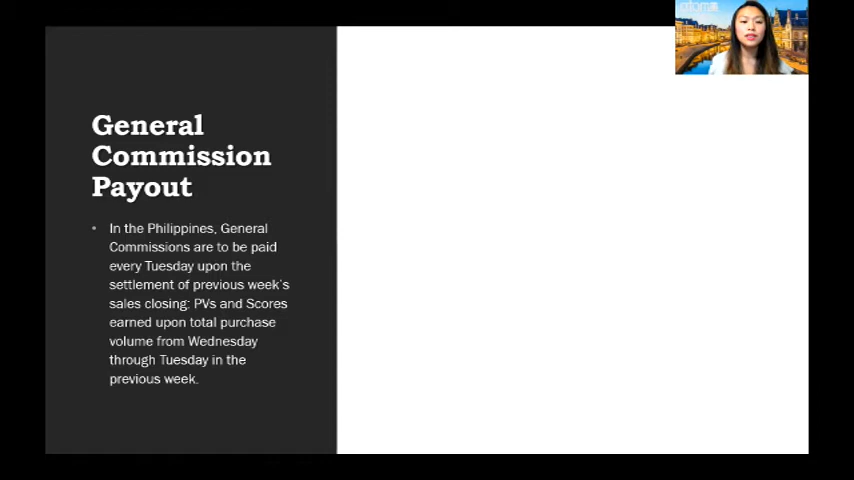 General
Commission
Payout
• In the Philippines, General
Commissions are to be paid
every Tuesday upon the
settlement of previous week's
sales closing: PVs and Scores
earned upon total purchase
volume from Wednesday
through Tuesday in the
previous week.